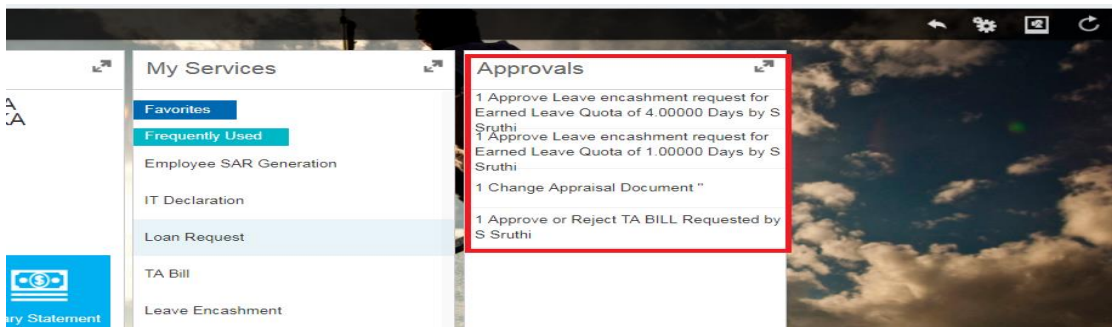 A
KA
ry Statement
My Services
Favorites
Frequently Used
Employee SAR Generation
IT Declaration
Loan Request
TA Bill
Leave Encashment
Approvals
1 Approve Leave encashment request for
Earned Leave Quota of 4.00000 Days by S
Sruthi
1 Approve Leave encashment request for
Earned Leave Quota of 1.00000 Days by S
Sruthi
1 Change Appraisal Document "
1 Approve or Reject TA BILL Requested by
S Sruthi